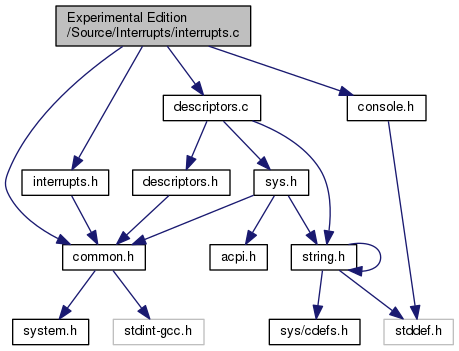 Experimental Edition
/Source/Interrupts/interrupts.c
descriptors.c
console.h
interrupts.h
descriptors.h
sys.h
common.h
acpi.h
string.h
system.h
stdint-gcc.h
sys/cdefs.h
stddef.h